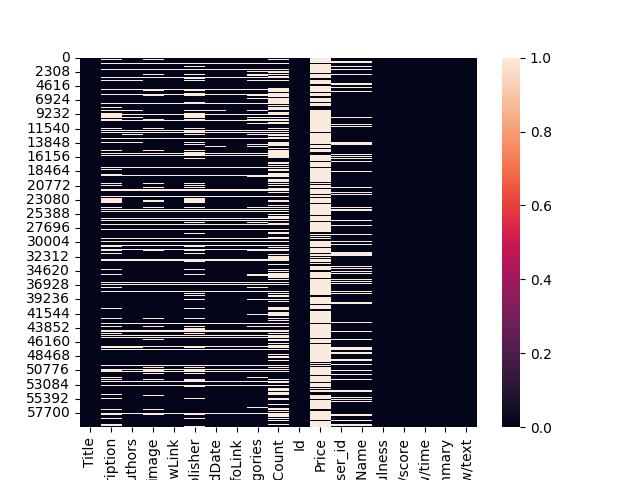 0
2308
4616
6924
9232
11540
13848
16156
18464
20772
23080
25388
27696
30004
32312
34620
36928
39236
41544
43852
46160
48468
50776
53084
55392
57700
Title
ription
uthors
image
wLink
blisher
dDate
foLink
gories
Count
Id
Price
ser_id
Name
ulness
/score
w/time
mmary
w/text
1.0
0.8
0.6
0.4
0.2
0.0